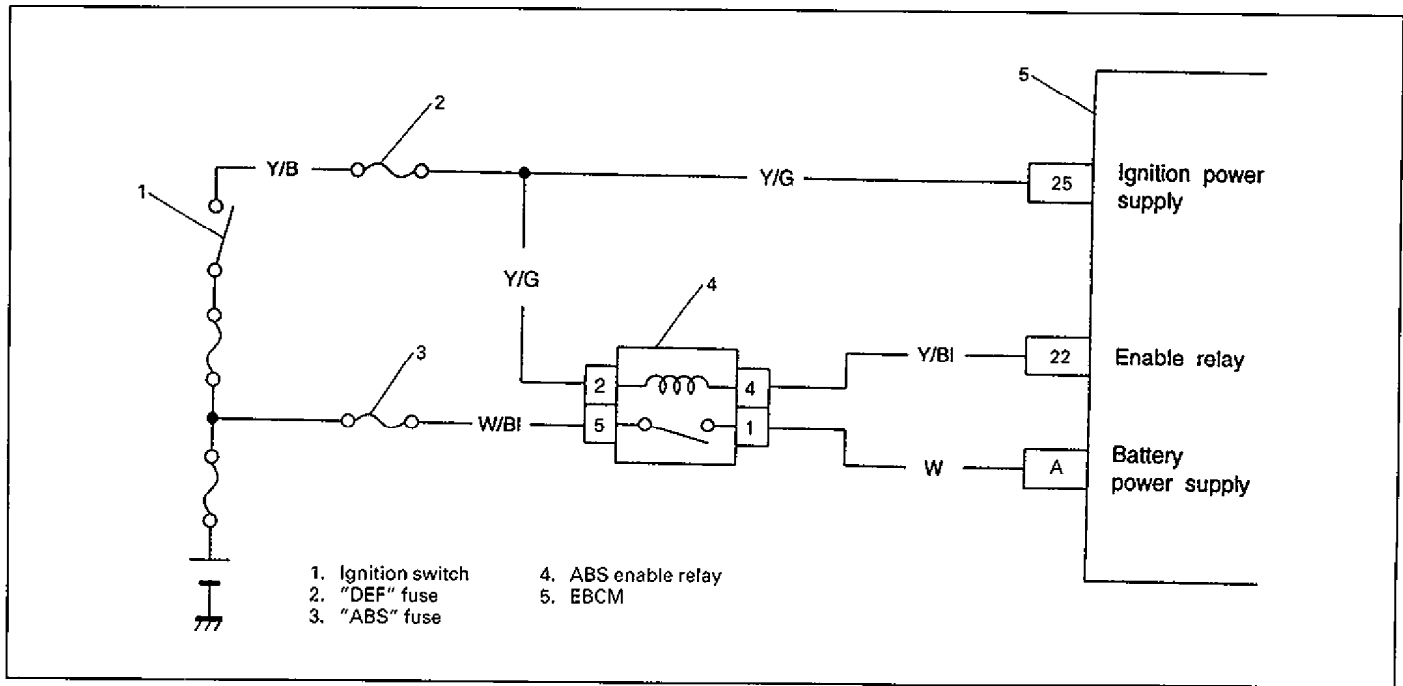 5
2
Y/B
Y/G
25
Ignition power
supply
1
Y/G
4
3
2
4
Y/Bl
22
Enable relay
W/Bl
5
1
W
A
Battery
power supply
1. Ignition switch
2. "DEF" fuse
3. "ABS" fuse
4. ABS enable relay
5. EBCM